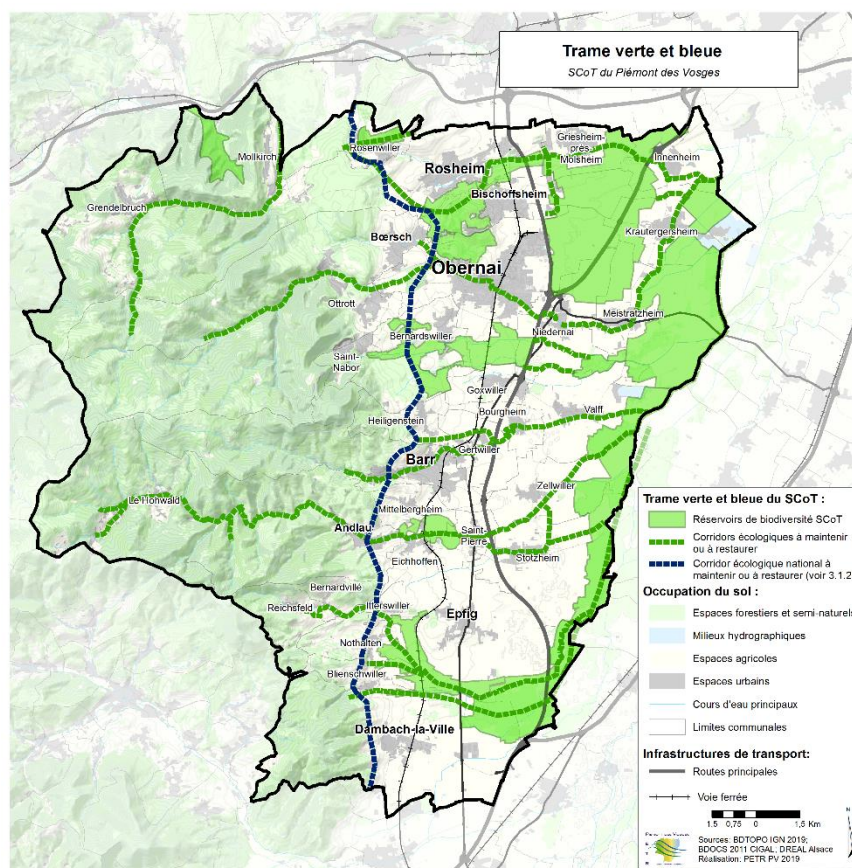 Trame verte et bleue
SCoT du Piémont des Vosges
Mollkirch
Rosenwiller
Griesheim-
près
Molsheim
Innenheim
Rosheim
Grendelbruch
Bischoffsheim
Bœrsch
Krautergersheim
Obernai
Ottrott
Meistratzheim
Bernardswiller
Niedernai
Saint-
Nabor
Goxwiller
Bourgheim
Valff
Heiligenstein
Gertwiller
Barr
Zellwiller
Le Hohwald
Mittelbergheim
Andlau
Saint-
Pierre
Eichhoffen
Stotzheim
Bernardvillé
Reichsfeld
Itterswiller
Epfig
Nothalten
Blienschwiller
Dambach-la-Ville
Trame verte et bleue du SCoT :
Réservoirs de biodiversité SCoT
Corridors écologiques à maintenir
ou à restaurer
Corridor écologique national à
maintenir ou à restaurer (voir 3.1.2
Occupation du sol :
Espaces forestiers et semi-naturels
Milieux hydrographiques
Espaces agricoles
Espaces urbains
Cours d'eau principaux
Limites communales
Infrastructures de transport:
Routes principales
Voie ferrée
1,5 0,75 0 1,5 Km
Sources: BDTOPO IGN 2019;
BDOCS 2011 CIGAL; DREAL Alsace
Réalisation: PETR PV 2019
N